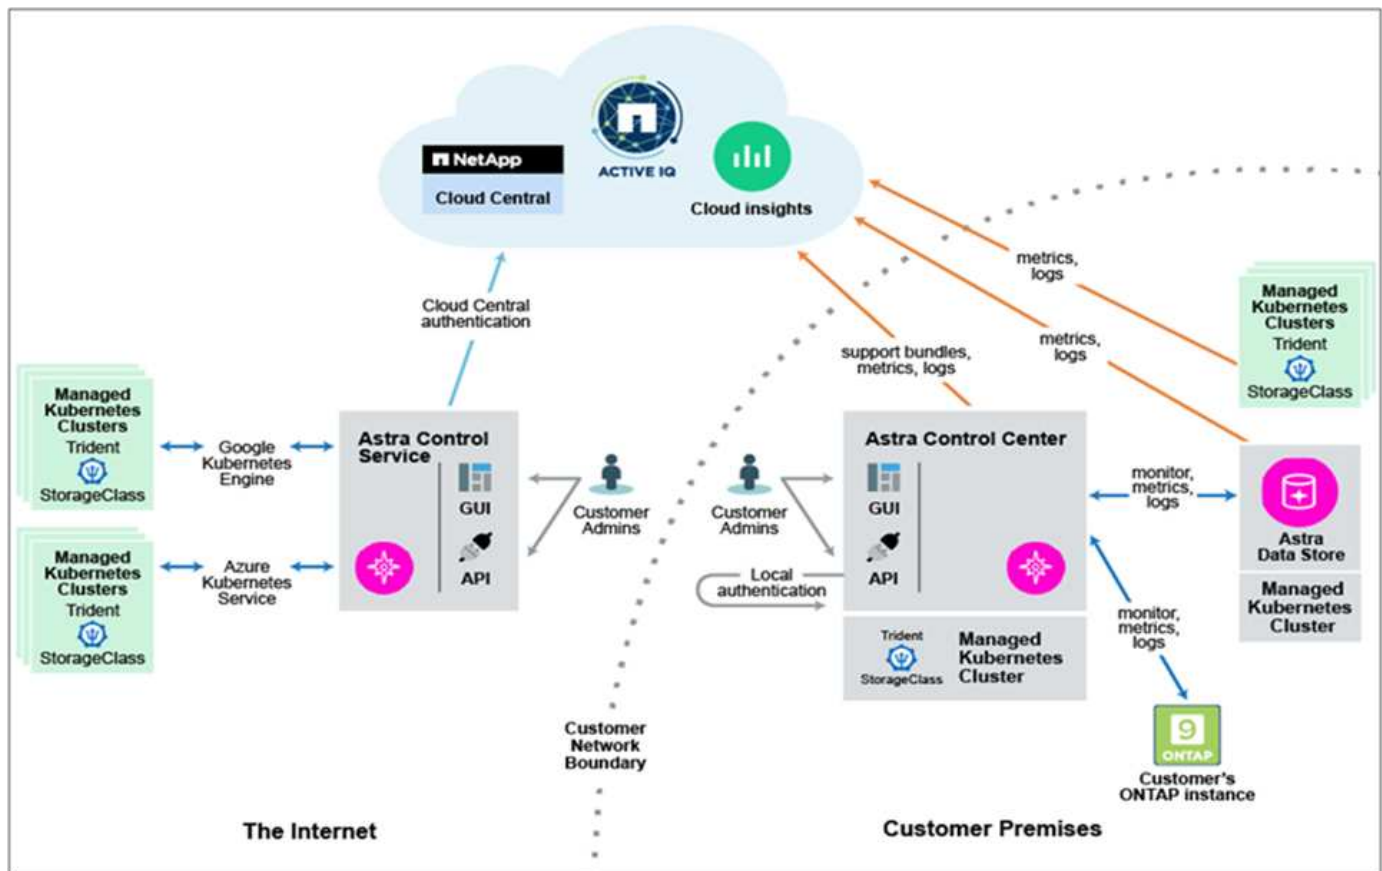 NetApp
Cloud Central
ACTIVE IQ
Cloud insights
Cloud Central
authentication
metrics,
logs
metrics,
logs
support bundles,
metrics, logs
Managed
Kubernetes
Clusters
Trident
StorageClass
Managed
Kubernetes
Clusters
Trident
StorageClass
Google
Kubernetes
Engine
Astra Control
Service
GUI
API
Customer
Admins
Managed
Kubernetes
Clusters
Trident
StorageClass
Azure
Kubernetes
Service
Customer
Admins
Astra Control Center
GUI
API
Local
authentication
Trident
StorageClass
Managed
Kubernetes
Cluster
monitor,
metrics,
logs
Astra
Data Store
Managed
Kubernetes
Cluster
monitor,
metrics,
logs
9
ONTAP
Customer's
ONTAP instance
Customer
Network
Boundary
The Internet
Customer Premises